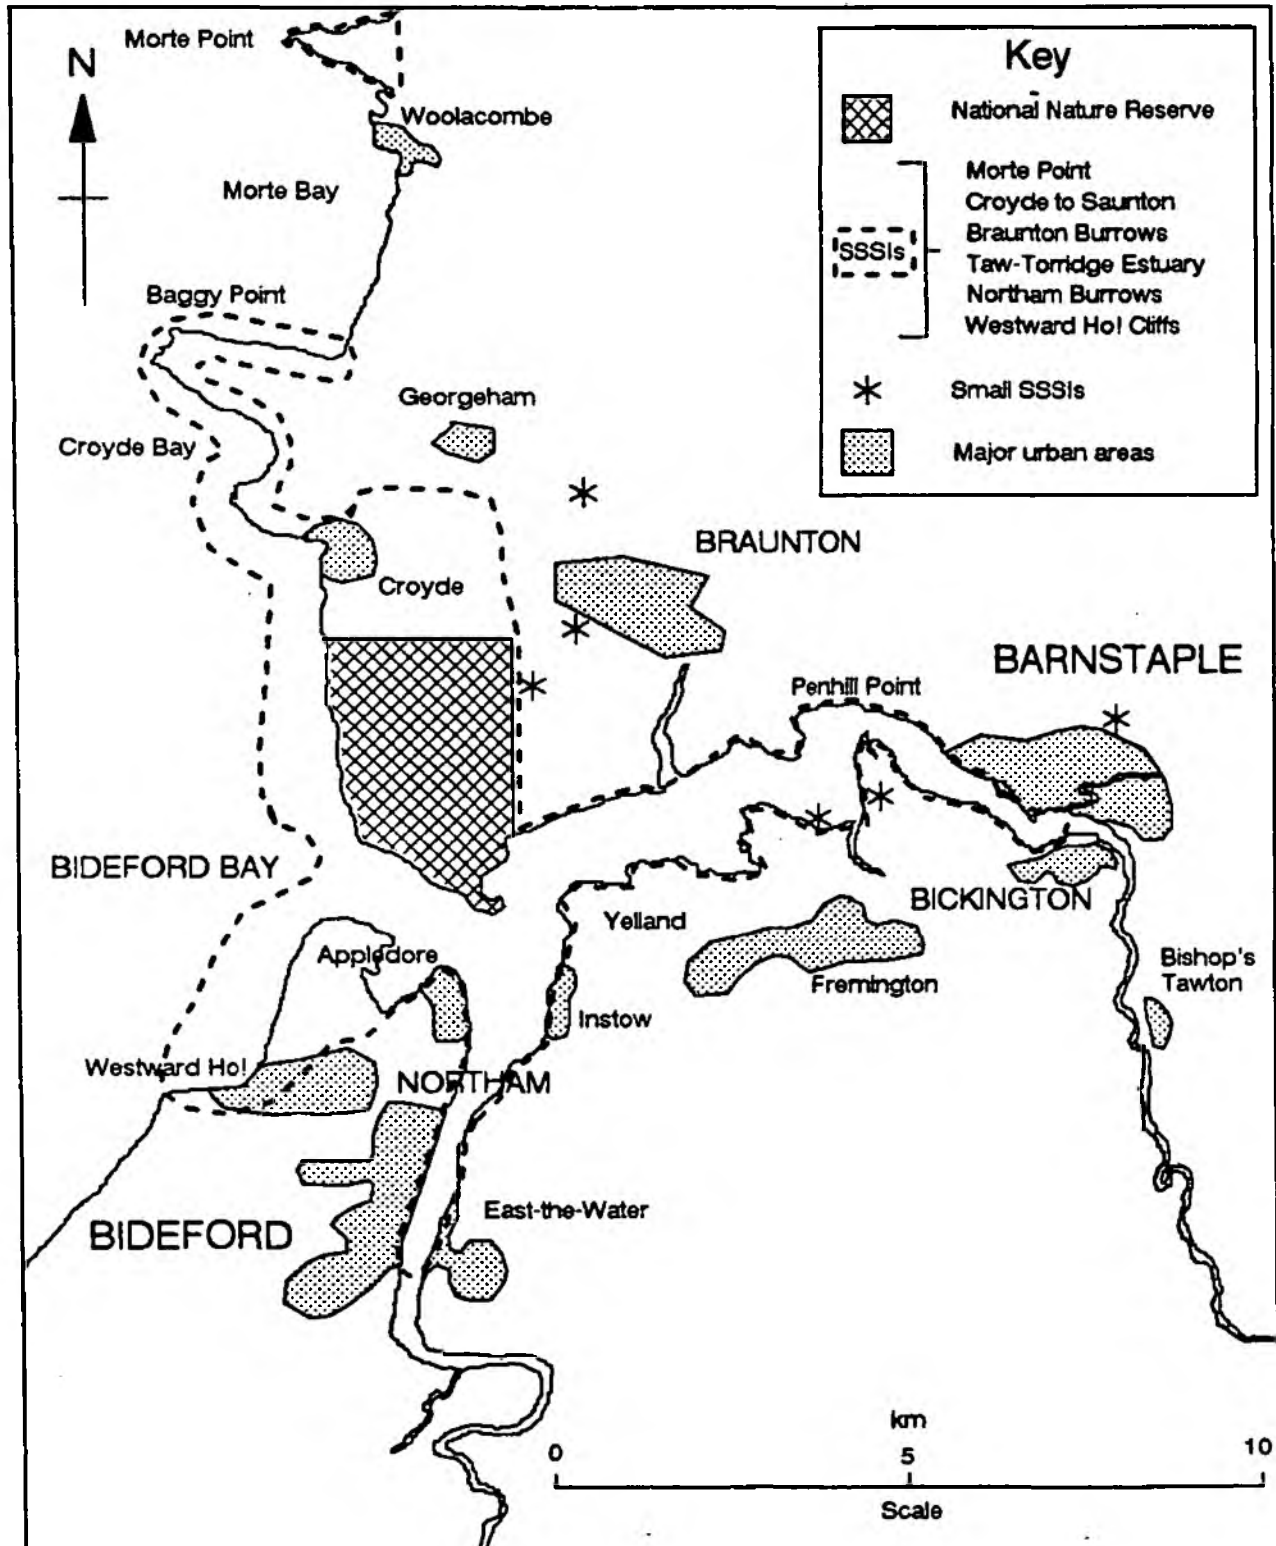 Morte Point
N
Woolacombe
Morte Bay
Baggy Point
Georgeham
Croyde Bay
BRAUNTON
Croyde
BARNSTAPLE
Penhill Point
BIDEFORD BAY
BICKINGTON
Yelland
Appledore
Bishop's
Tawton
Fremington
Instow
Westward Ho!
NORTHAM
East-the-Water
BIDEFORD
Key
National Nature Reserve
SSSIs
Morte Point
Croyde to Saunton
Braunton Burrows
Taw-Torridge Estuary
Northam Burrows
Westward Ho! Cliffs
Small SSSIs
Major urban areas
km
0 5 10
Scale